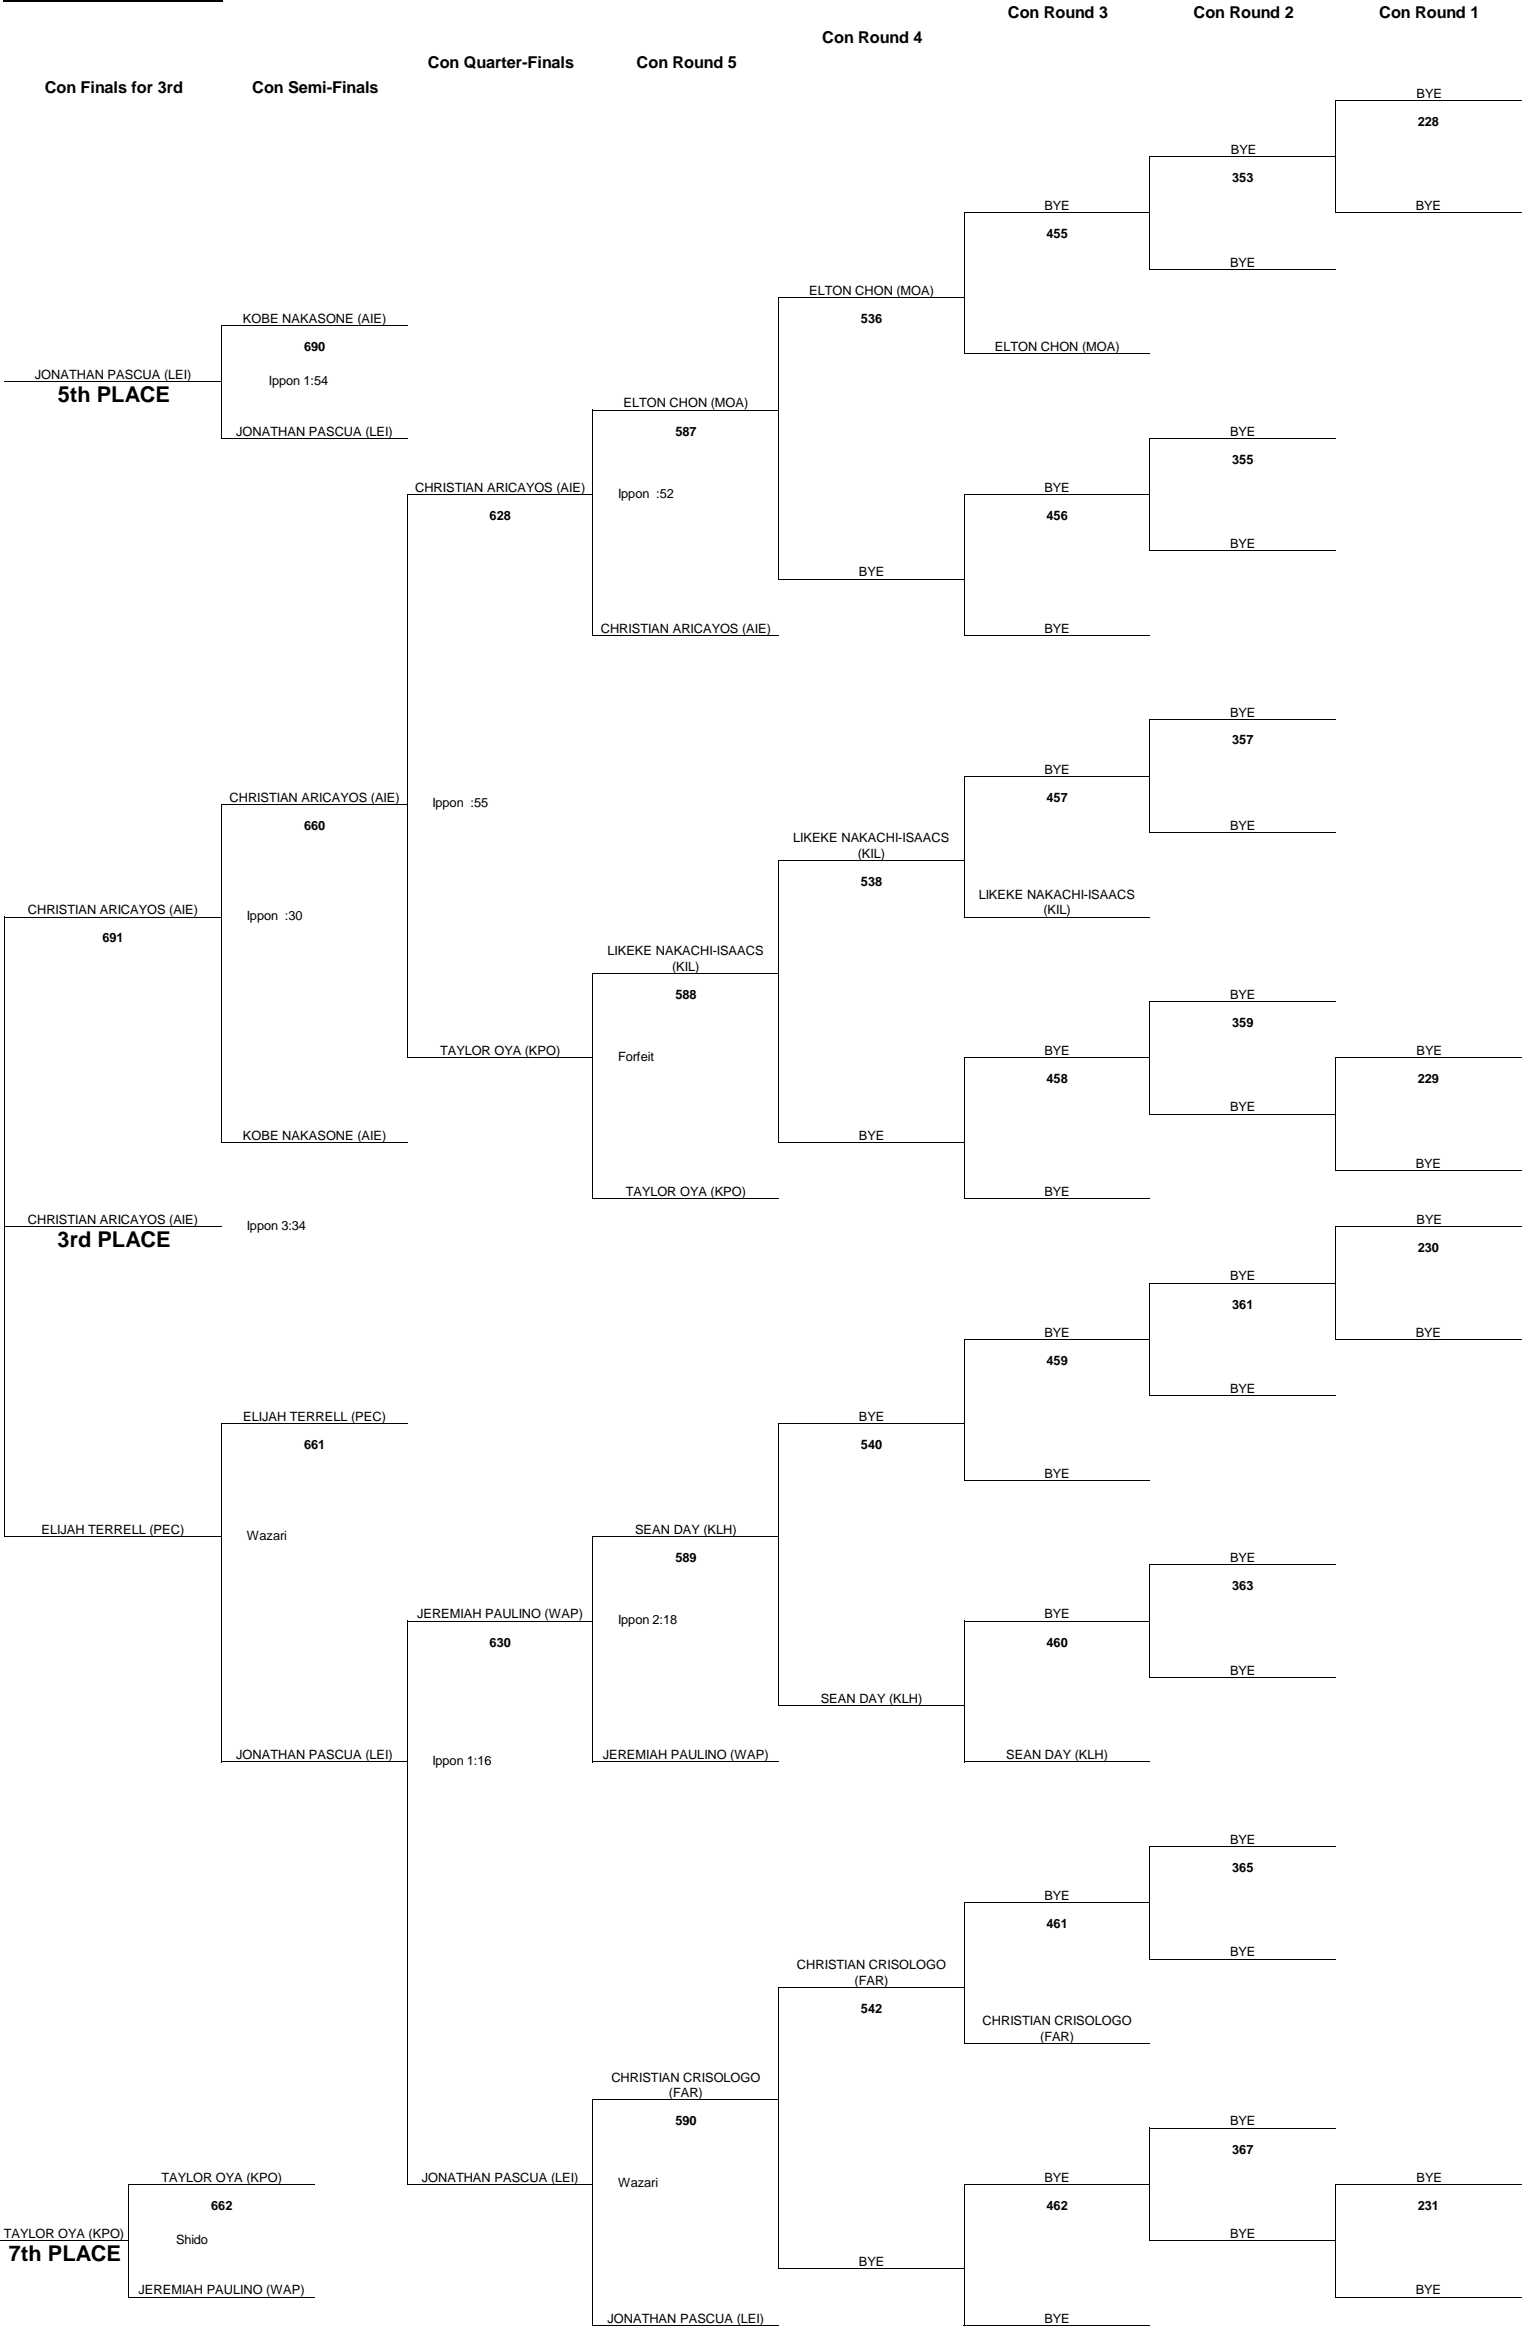 Con Round 3 Con Round 2 Con Round 1
Con Round 4
Con Quarter-Finals Con Round 5
Con Finals for 3rd Con Semi-Finals
BYE
228
BYE
353
BYE BYE
455
BYE
ELTON CHON (MOA)
KOBE NAKASONE (AIE) 536
690 ELTON CHON (MOA)
JONATHAN PASCUA (LEI) Ippon 1:54
5th PLACE
ELTON CHON (MOA)
JONATHAN PASCUA (LEI) 587 BYE
355
CHRISTIAN ARICAYOS (AIE) Ippon :52 BYE
628 456
BYE
BYE
CHRISTIAN ARICAYOS (AIE) BYE
BYE
357
BYE
CHRISTIAN ARICAYOS (AIE) Ippon :55 457
660 BYE
LIKEKE NAKACHI-ISAACS
(KIL)
538
LIKEKE NAKACHI-ISAACS
(KIL)
CHRISTIAN ARICAYOS (AIE) Ippon :30
691
LIKEKE NAKACHI-ISAACS
(KIL)
588 BYE
359
TAYLOR OYA (KPO) Forfeit BYE BYE
458 229
BYE
KOBE NAKASONE (AIE) BYE
BYE
TAYLOR OYA (KPO) BYE
CHRISTIAN ARICAYOS (AIE) Ippon 3:34 BYE
3rd PLACE 230
BYE
361
BYE BYE
459
BYE
ELIJAH TERRELL (PEC) BYE
661 540
BYE
ELIJAH TERRELL (PEC) Wazari SEAN DAY (KLH)
589 BYE
363
JEREMIAH PAULINO (WAP) Ippon 2:18 BYE
630 460
BYE
SEAN DAY (KLH)
JONATHAN PASCUA (LEI) Ippon 1:16 JEREMIAH PAULINO (WAP) SEAN DAY (KLH)
BYE
365
BYE
461
BYE
CHRISTIAN CRISOLOGO
(FAR)
542
CHRISTIAN CRISOLOGO
(FAR)
CHRISTIAN CRISOLOGO
(FAR)
590 BYE
367
TAYLOR OYA (KPO) JONATHAN PASCUA (LEI) Wazari BYE BYE
662 462 231
TAYLOR OYA (KPO) Shido BYE
7th PLACE
BYE
JEREMIAH PAULINO (WAP) BYE
JONATHAN PASCUA (LEI) BYE